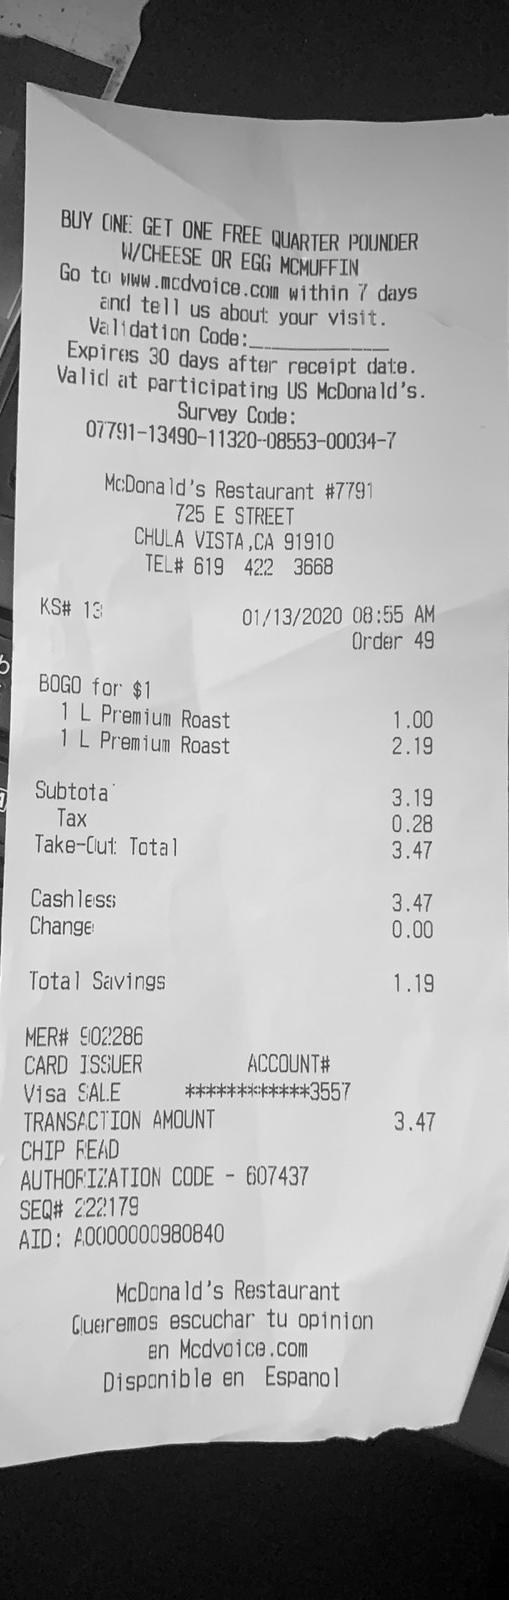 BUY ONE GET ONE FREE QUARTER POUNDER
W/CHEESE OR EGG MCMUFFIN
Go to www.mcdvoice.com within 7 days
and tell us about your visit.
Validation Code:____________
Expires 30 days after receipt date.
Valid at participating US McDonald's.
Survey Code:
07791-13490-11320-08553-00034-7
McDonald's Restaurant #7791
725 E STREET
CHULA VISTA,CA 91910
TEL# 619 422 3668
KS# 13 01/13/2020 08:55 AM
Order 49
BOGO for $1
1 L Premium Roast 1.00
1 L Premium Roast 2.19
Subtotal 3.19
Tax 0.28
Take-Out Total 3.47
Cashless 3.47
Change 0.00
Total Savings 1.19
MER# 902286
CARD ISSUER ACCOUNT#
Visa SALE ************3557
TRANSACTION AMOUNT 3.47
CHIP READ
AUTHORIZATION CODE - 607437
SEQ# 222179
AID: A0000000980840
McDonald's Restaurant
Queremos escuchar tu opinion
en Mcdvoice.com
Disponible en Espanol